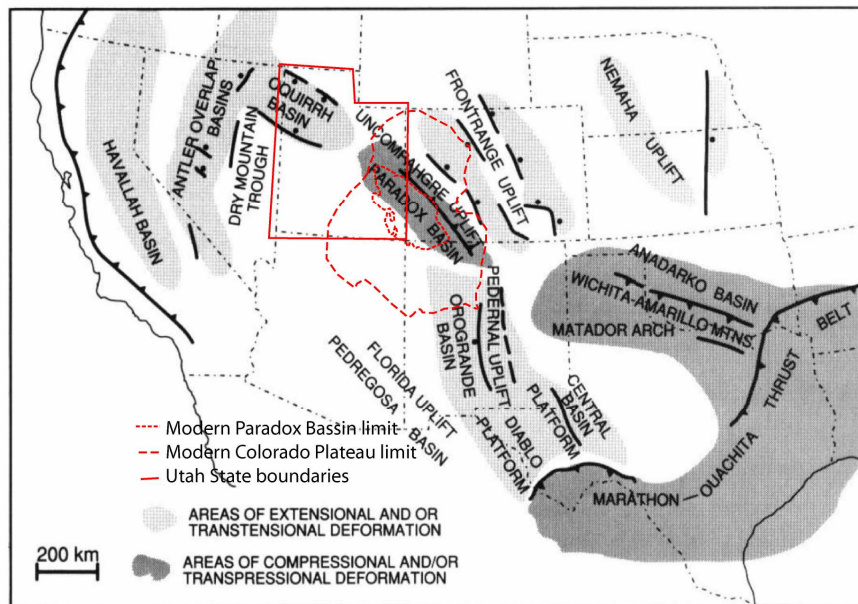 HAVALLAH BASIN
ANTLER OVERLAP
BASINS
DRY MOUNTAIN
TROUGH
OQUIRRH
BASIN
UNCOMPAHGRE UPLIFT
PARADOX BASIN
FRONTRANGE UPLIFT
NEMAHA
UPLIFT
ANADARKO BASIN
WICHITA-AMARILLO MTNS.
MATADOR ARCH
PEDERNAL UPLIFT
OROGRANDE
BASIN
FLORIDA UPLIFT
PEDREGOSA
BASIN
DIABLO
PLATFORM
CENTRAL
BASIN
PLATFORM
MARATHON – OUACHITA THRUST BELT
Modern Paradox Bassin limit
Modern Colorado Plateau limit
Utah State boundaries
AREAS OF EXTENSIONAL AND OR
TRANSTENSIONAL DEFORMATION
200 km
AREAS OF COMPRESSIONAL AND/OR
TRANSPRESSIONAL DEFORMATION